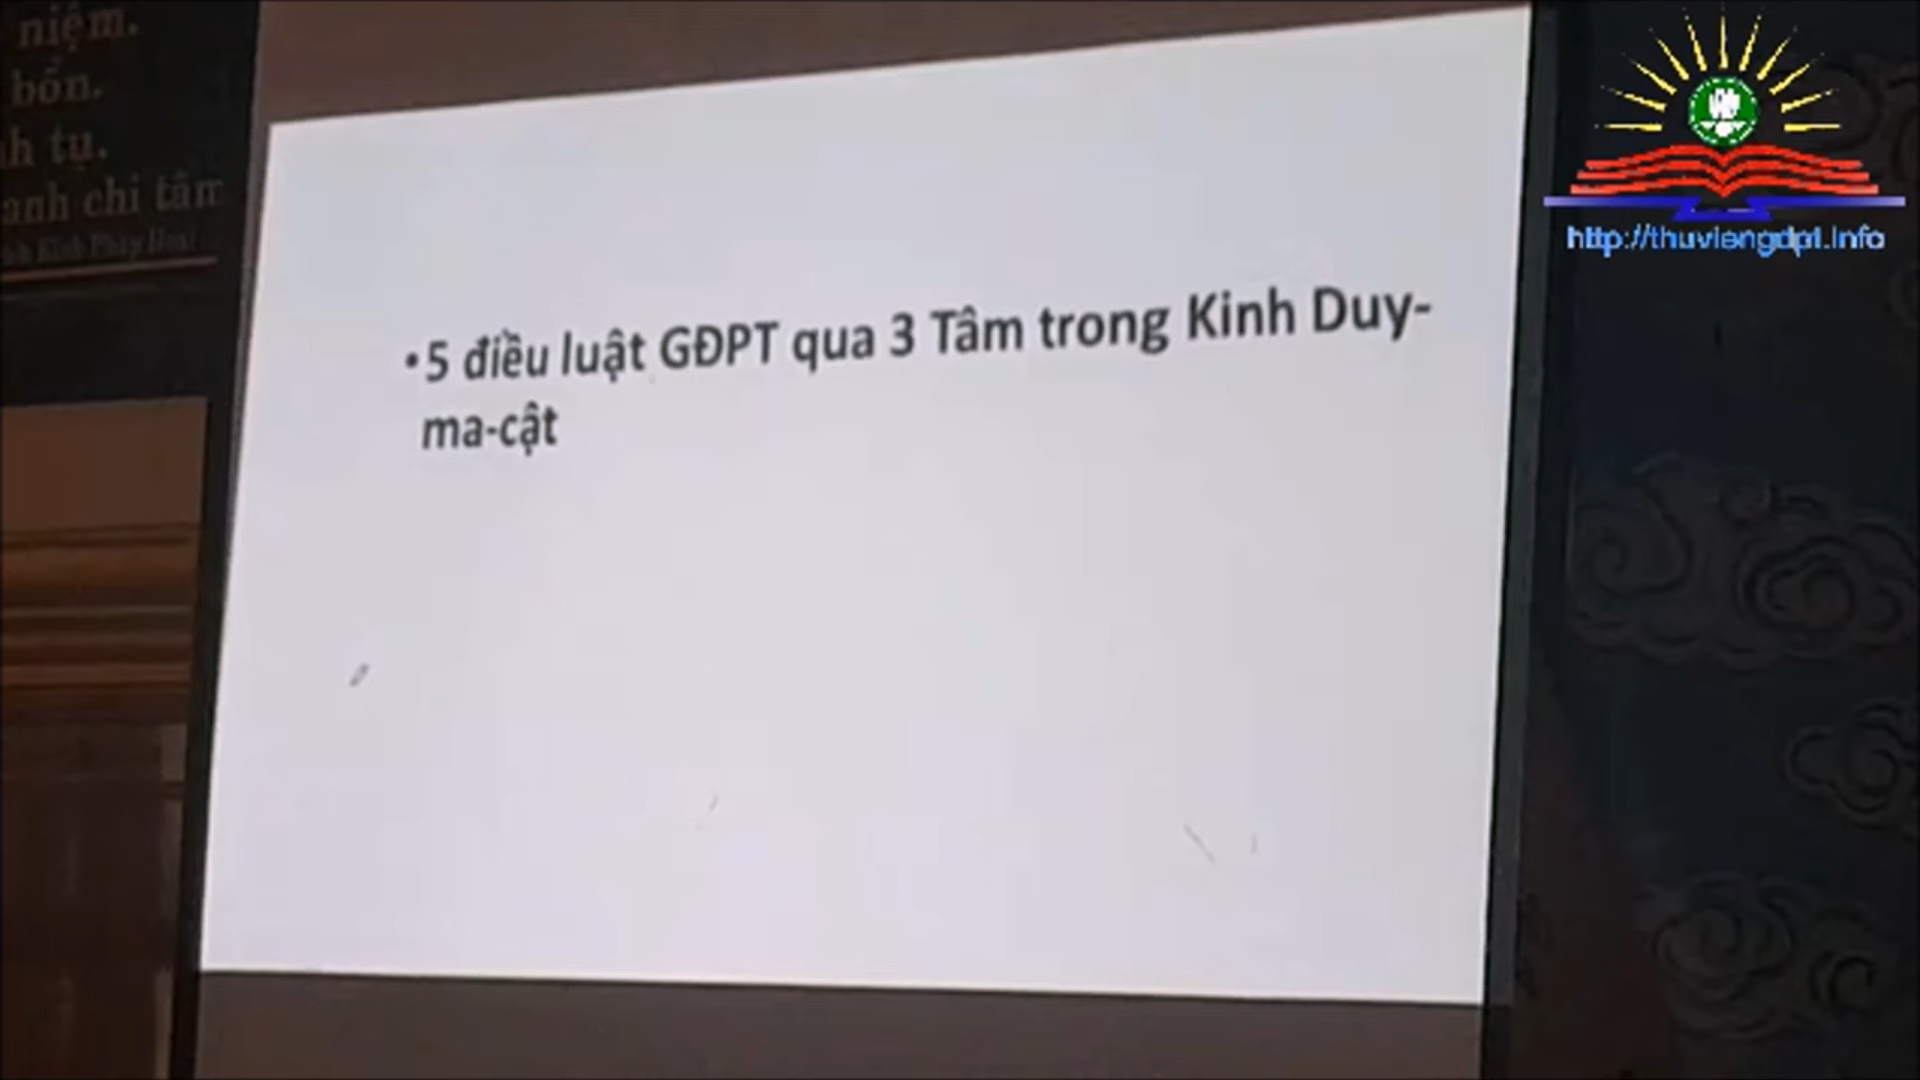 niệm.
bổn.
h tụ.
anh chi tâm
• 5 điều luật GĐPT qua 3 Tâm trong Kinh Duy-
ma-cật
http://thuviengdpt.info